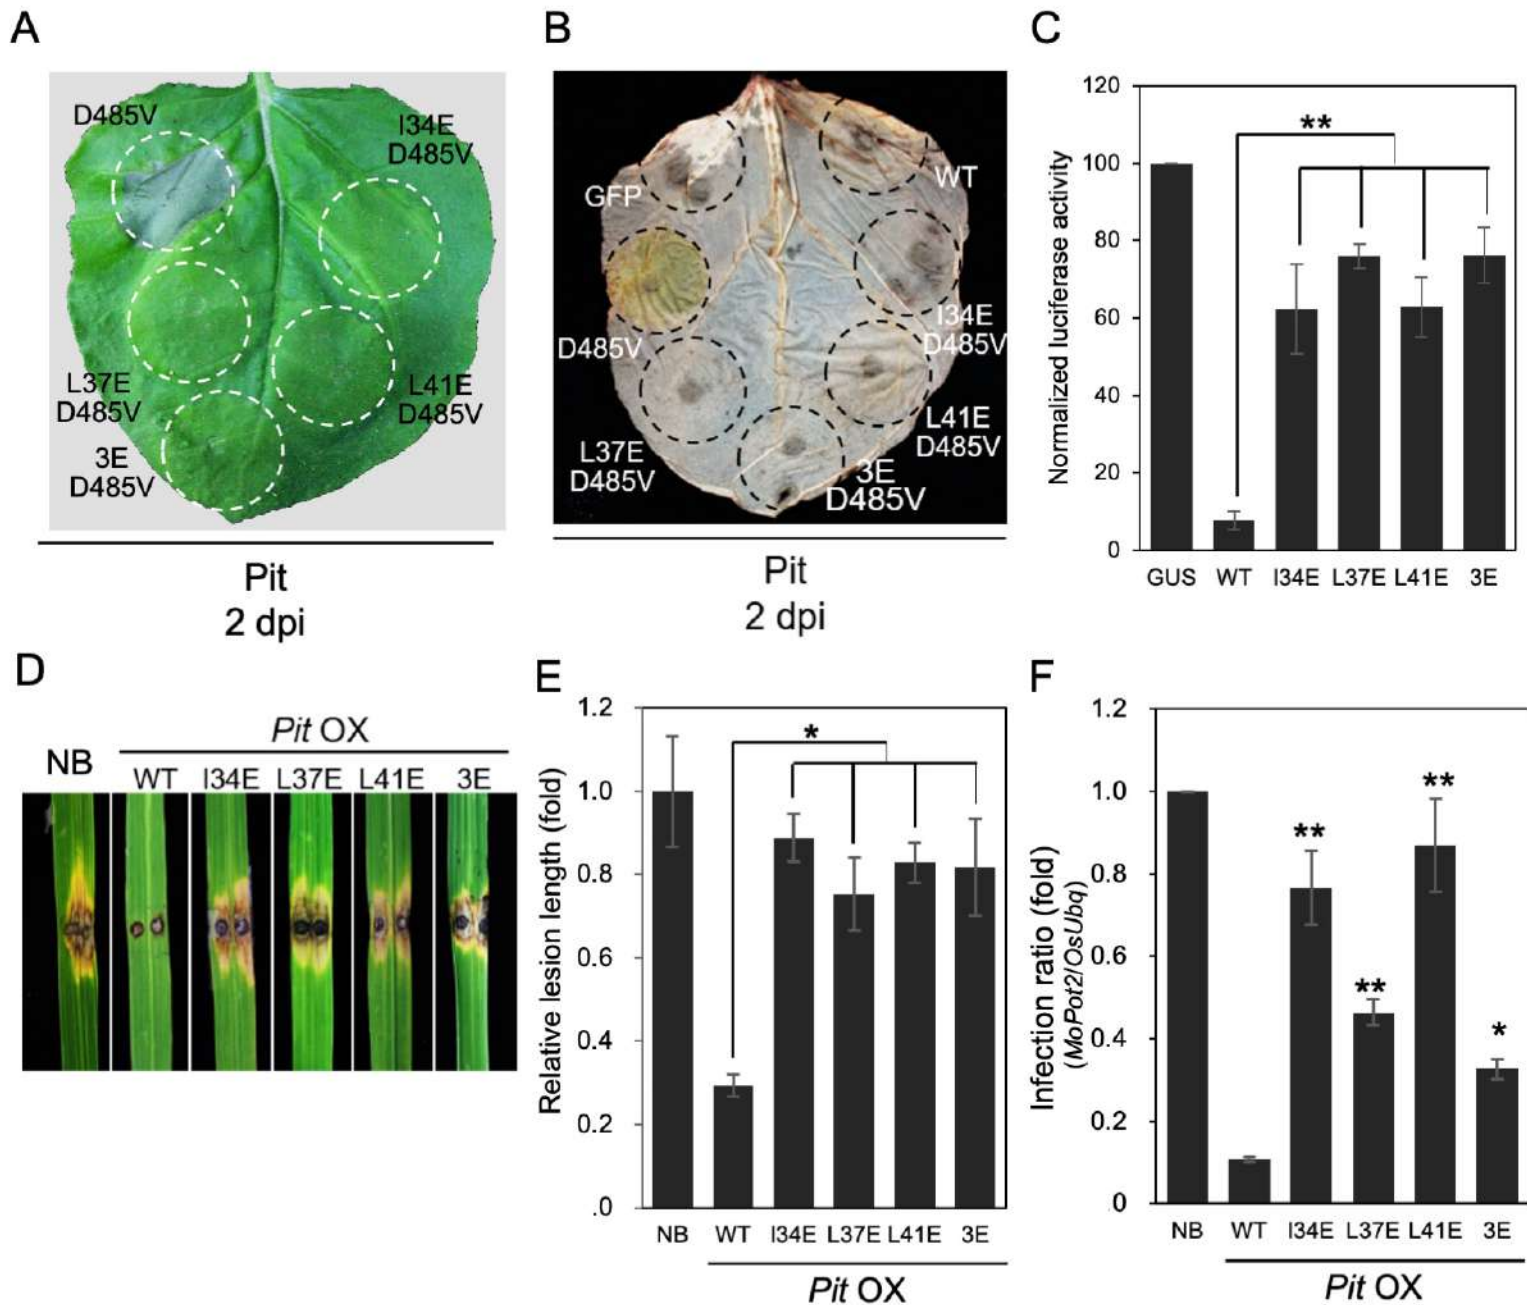 A
D485V
I34E
D485V
L37E
D485V
L41E
D485V
3E
D485V
Pit
2 dpi
B
GFP
WT
D485V
I34E
D485V
L37E
D485V
L41E
D485V
3E
D485V
Pit
2 dpi
C
Normalized luciferase activity
120
100
80
60
40
20
0
**
GUS WT I34E L37E L41E 3E
D
Pit OX
NB WT I34E L37E L41E 3E
E
Relative lesion length (fold)
1.2
1.0
0.8
0.6
0.4
0.2
.0
*
NB WT I34E L37E L41E 3E
Pit OX
F
Infection ratio (fold)
(MoPot2/OsUbq)
1.2
1.0
0.8
0.6
0.4
0.2
0
** ** ** *
NB WT I34E L37E L41E 3E
Pit OX